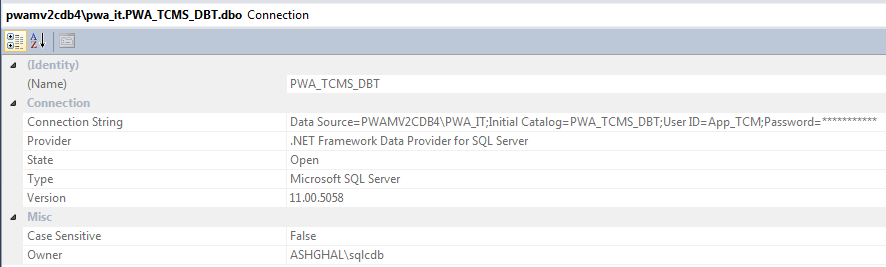 pwamv2cdb4\pwa_it.PWA_TCMS_DBT.dbo Connection
(Identity)
(Name) PWA_TCMS_DBT
Connection
Connection String Data Source=PWAMV2CDB4\PWA_IT;Initial Catalog=PWA_TCMS_DBT;User ID=App_TCM;Password=***********
Provider .NET Framework Data Provider for SQL Server
State Open
Type Microsoft SQL Server
Version 11.00.5058
Misc
Case Sensitive False
Owner ASHGHAL\sqlcdb